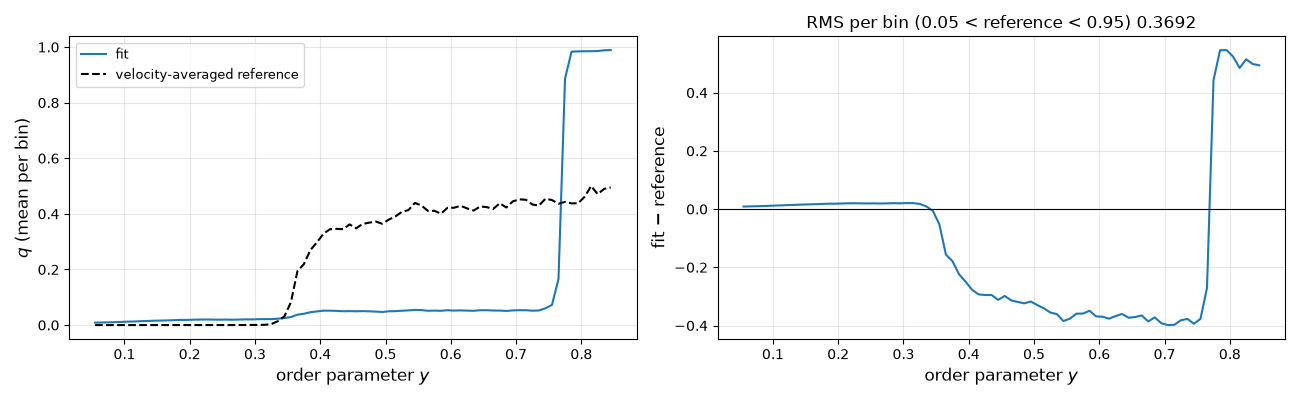 fit
velocity-averaged reference
q (mean per bin)
1.0
0.8
0.6
0.4
0.2
0.0
0.1 0.2 0.3 0.4 0.5 0.6 0.7 0.8
order parameter y
RMS per bin (0.05 < reference < 0.95) 0.3692
fit − reference
0.4
0.2
0.0
−0.2
−0.4
0.1 0.2 0.3 0.4 0.5 0.6 0.7 0.8
order parameter y